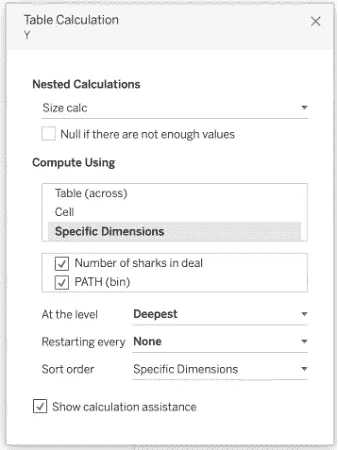 Table Calculation
Y
Nested Calculations
Size calc
Null if there are not enough values
Compute Using
Table (across)
Cell
Specific Dimensions
Number of sharks in deal
PATH (bin)
At the level Deepest
Restarting every None
Sort order Specific Dimensions
Show calculation assistance